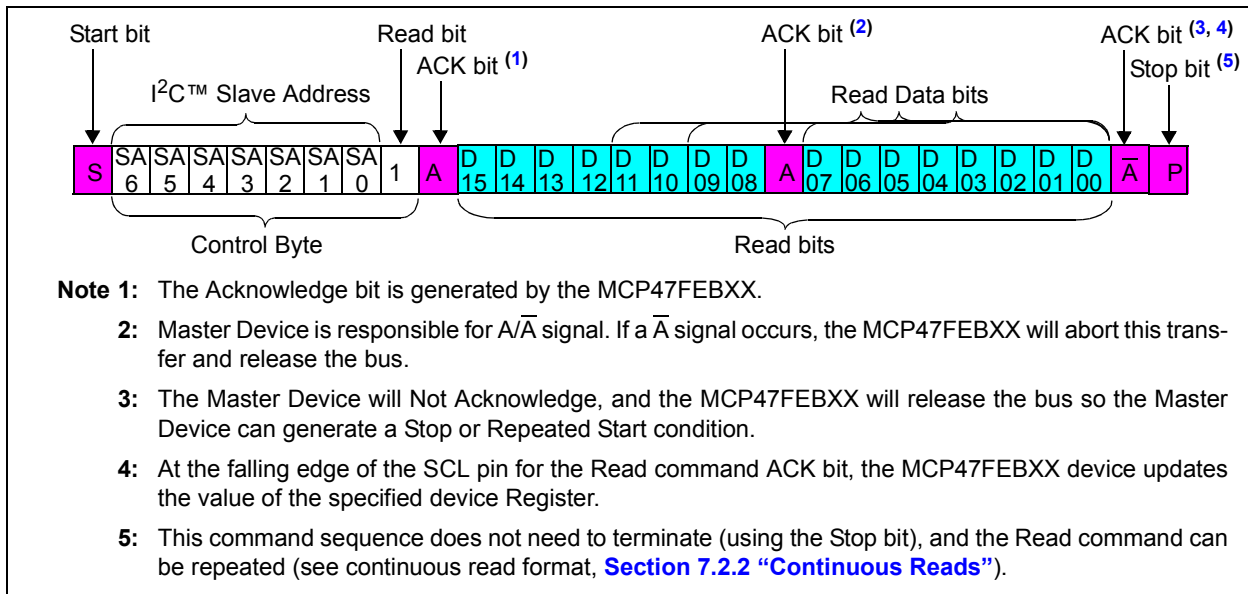 Start bit Read bit ACK bit (2) ACK bit (3, 4)
ACK bit (1) Stop bit (5)
I2C™ Slave Address Read Data bits
S SA 6 SA 5 SA 4 SA 3 SA 2 SA 1 SA 0 1 A D 15 D 14 D 13 D 12 D 11 D 10 D 09 D 08 A D 07 D 06 D 05 D 04 D 03 D 02 D 01 D 00 A̅ P
Control Byte Read bits
Note 1: The Acknowledge bit is generated by the MCP47FEBXX.
2: Master Device is responsible for A/A̅ signal. If a A̅ signal occurs, the MCP47FEBXX will abort this trans-
fer and release the bus.
3: The Master Device will Not Acknowledge, and the MCP47FEBXX will release the bus so the Master
Device can generate a Stop or Repeated Start condition.
4: At the falling edge of the SCL pin for the Read command ACK bit, the MCP47FEBXX device updates
the value of the specified device Register.
5: This command sequence does not need to terminate (using the Stop bit), and the Read command can
be repeated (see continuous read format, Section 7.2.2 “Continuous Reads”).